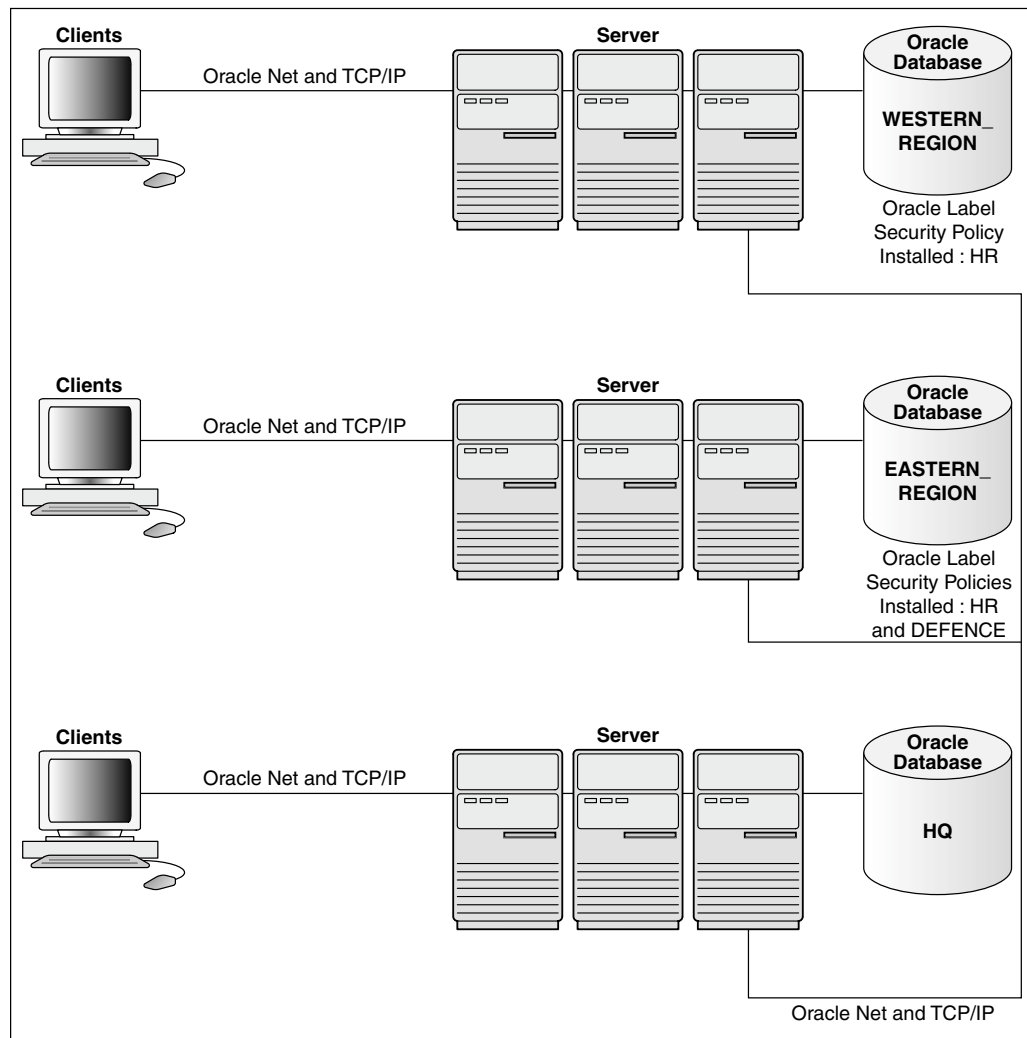 Clients
Server
Oracle
Database
Oracle Net and TCP/IP
WESTERN_
REGION
Oracle Label
Security Policy
Installed : HR
Clients
Server
Oracle
Database
Oracle Net and TCP/IP
EASTERN_
REGION
Oracle Label
Security Policies
Installed : HR
and DEFENCE
Clients
Server
Oracle
Database
Oracle Net and TCP/IP
HQ
Oracle Net and TCP/IP